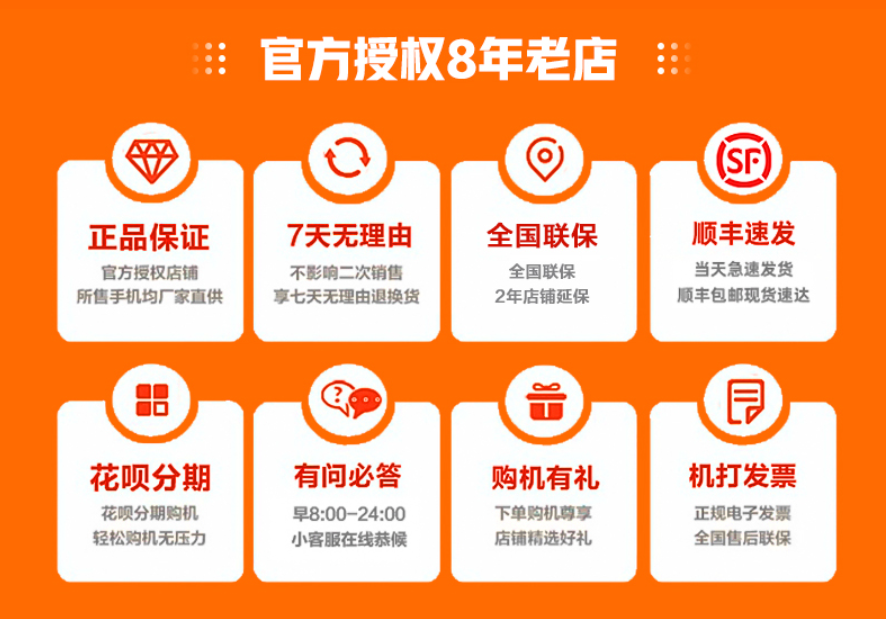 官方授权8年老店
正品保证
官方授权店铺
所售手机均厂家直供
7天无理由
不影响二次销售
享七天无理由退换货
全国联保
全国联保
2年店铺延保
SF
顺丰速发
当天急速发货
顺丰包邮现货速达
花呗分期
花呗分期购机
轻松购机无压力
?
有问必答
早8:00-24:00
小客服在线恭候
购机有礼
下单购机尊享
店铺精选好礼
机打发票
正规电子发票
全国售后联保